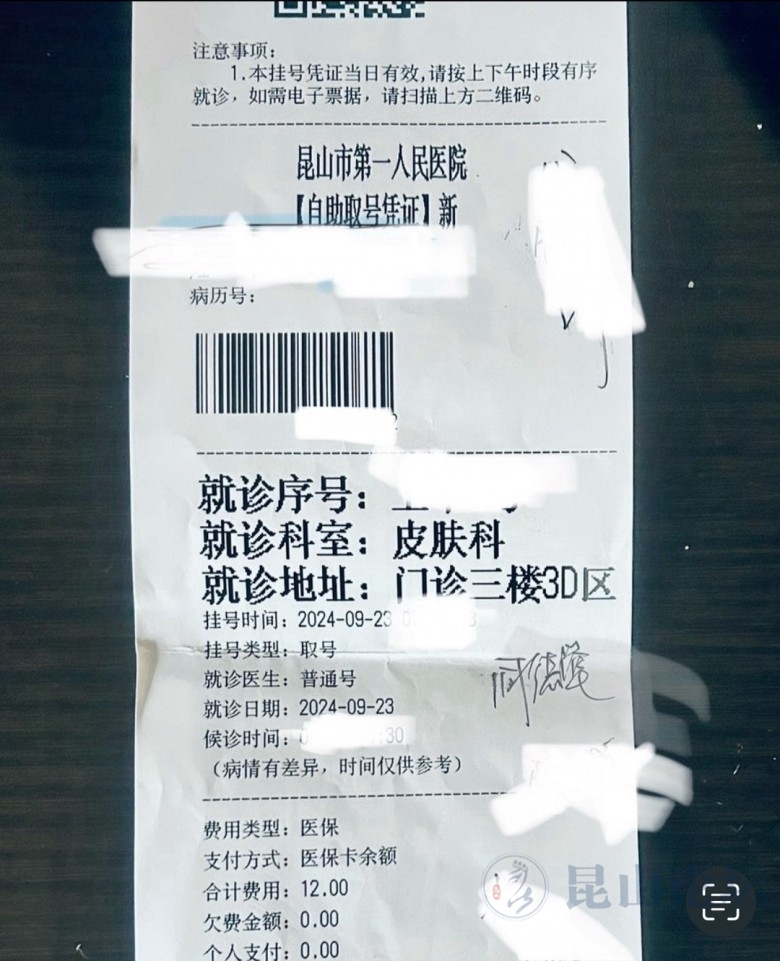 注意事项：
1.本挂号凭证当日有效,请按上下午时段有序
就诊，如需电子票据，请扫描上方二维码。
昆山市第一人民医院
【自助取号凭证】新
病历号：
就诊序号：
就诊科室：皮肤科
就诊地址：门诊三楼3D区
挂号时间：2024-09-23
挂号类型：取号
就诊医生：普通号
就诊日期：2024-09-23
候诊时间：
（病情有差异，时间仅供参考）
费用类型：医保
支付方式：医保卡余额
合计费用：12.00
昆山
欠费金额：0.00
个人支付：0.00